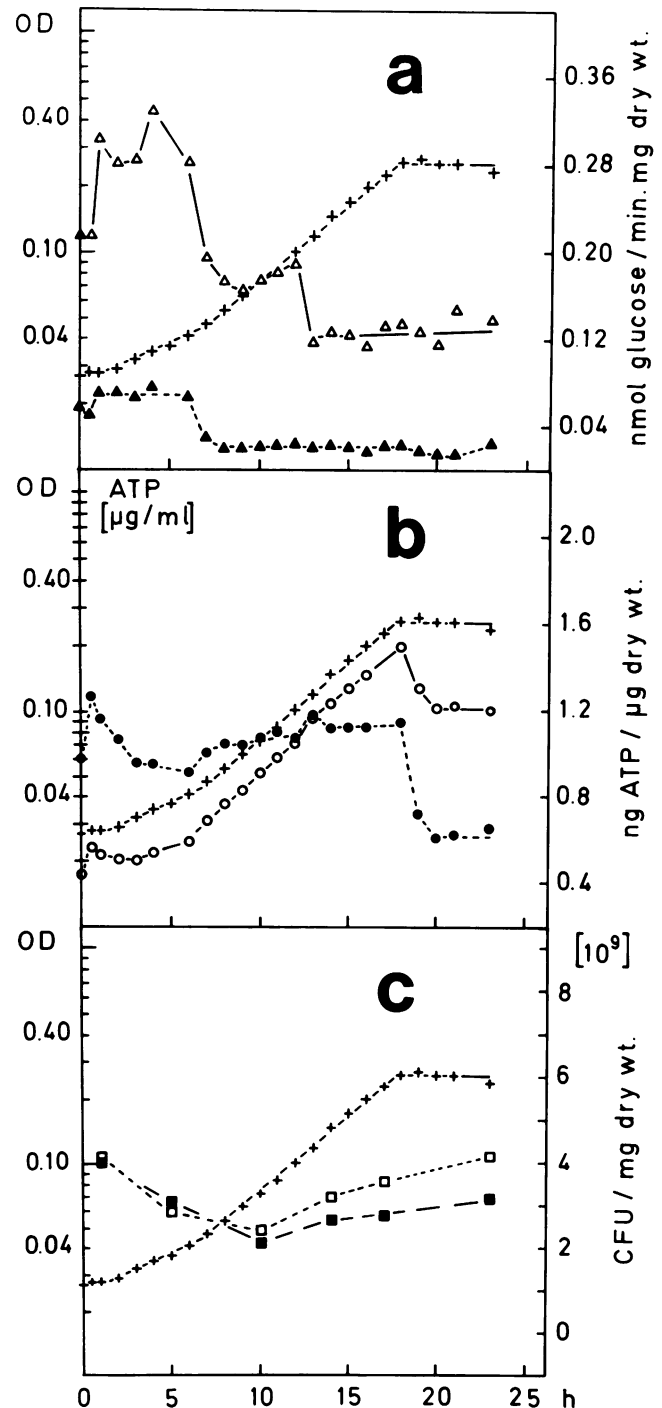 OD
a
0.40
0.10
0.04
0.36
0.28
0.20
0.12
0.04
nmol glucose/min.mg dry wt.
OD
ATP
[µg/ml]
b
0.40
0.10
0.04
2.0
1.6
1.2
0.8
0.4
ng ATP/µg dry wt.
OD
[10⁹]
c
0.40
0.10
0.04
8
6
4
2
0
CFU/mg dry wt.
0 5 10 15 20 25 h